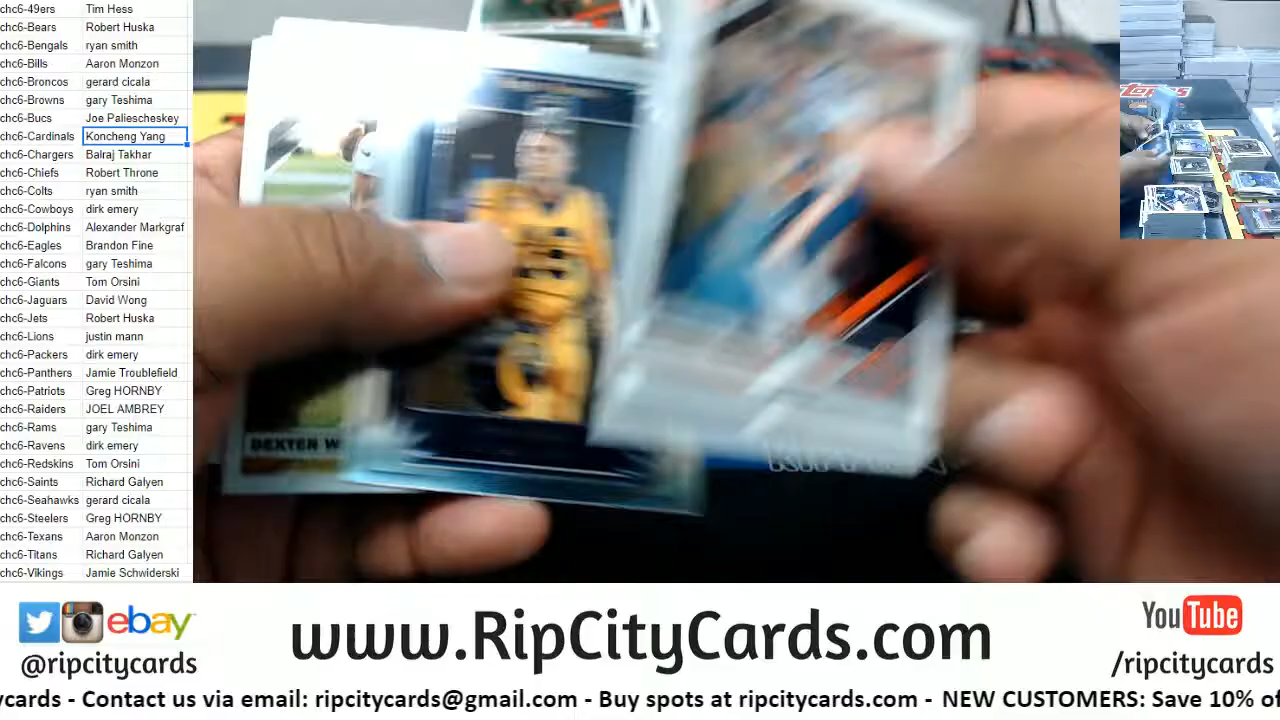 chc6-49ers Tim Hess
chc6-Bears Robert Huska
chc6-Bengals ryan smith
chc6-Bills Aaron Monzon
chc6-Broncos gerard cicala
chc6-Browns gary Teshima
chc6-Bucs Joe Paliescheskey
chc6-Cardinals Koncheng Yang
chc6-Chargers Balraj Takhar
chc6-Chiefs Robert Throne
chc6-Colts ryan smith
chc6-Cowboys dirk emery
chc6-Dolphins Alexander Markgraf
chc6-Eagles Brandon Fine
chc6-Falcons gary Teshima
chc6-Giants Tom Orsini
chc6-Jaguars David Wong
chc6-Jets Robert Huska
chc6-Lions justin mann
chc6-Packers dirk emery
chc6-Panthers Jamie Troublefield
chc6-Patriots Greg HORNBY
chc6-Raiders JOEL AMBREY
chc6-Rams gary Teshima
chc6-Ravens dirk emery
chc6-Redskins Tom Orsini
chc6-Saints Richard Galyen
chc6-Seahawks gerard cicala
chc6-Steelers Greg HORNBY
chc6-Texans Aaron Monzon
chc6-Titans Richard Galyen
chc6-Vikings Jamie Schwiderski
DEXTER W
Topps
ebay
@ripcitycards
www.RipCityCards.com
YouTube
/ripcitycards
ycards - Contact us via email: ripcitycards@gmail.com - Buy spots at ripcitycards.com - NEW CUSTOMERS: Save 10% of